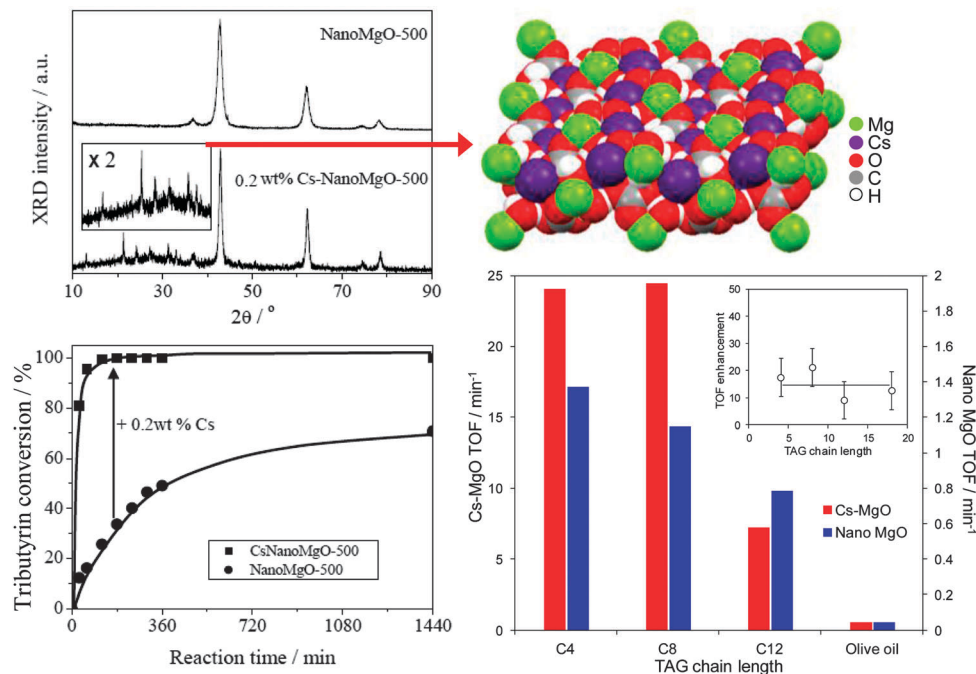 NanoMgO-500
x 2
0.2 wt% Cs-NanoMgO-500
XRD intensity / a.u.
10 30 50 70 90
2θ / °
Mg
Cs
O
C
H
100
80
60
40
20
0
+ 0.2wt % Cs
CsNanoMgO-500
NanoMgO-500
Tributyrin conversion / %
0 360 720 1080 1440
Reaction time / min
25
20
15
10
5
0
Cs-MgO TOF / min-1
50
40
30
20
10
0
TOF enhancement
0 5 10 15 20
TAG chain length
Cs-MgO
Nano MgO
2
1.8
1.6
1.4
1.2
1
0.8
0.6
0.4
0.2
0
Nano MgO TOF / min-1
C4 C8 C12 Olive oil
TAG chain length